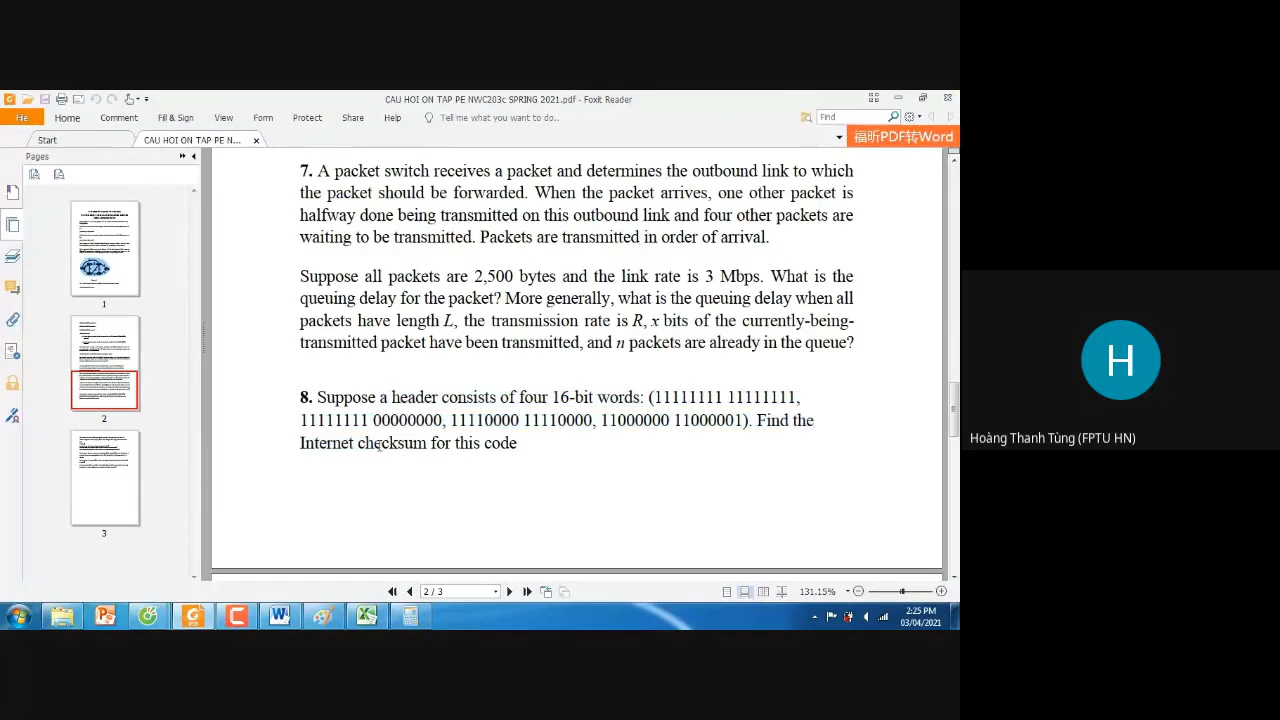 CAU HOI ON TAP PE NWC203c SPRING 2021.pdf - Foxit Reader
File Home Comment Fill & Sign View Form Protect Share Help Tell me what you want to do.. Find
Start CAU HOI ON TAP PE N... 福昕PDF转Word
Pages
7. A packet switch receives a packet and determines the outbound link to which
the packet should be forwarded. When the packet arrives, one other packet is
halfway done being transmitted on this outbound link and four other packets are
waiting to be transmitted. Packets are transmitted in order of arrival.
Suppose all packets are 2,500 bytes and the link rate is 3 Mbps. What is the
queuing delay for the packet? More generally, what is the queuing delay when all
packets have length L, the transmission rate is R, x bits of the currently-being-
transmitted packet have been transmitted, and n packets are already in the queue?
8. Suppose a header consists of four 16-bit words: (11111111 11111111,
11111111 00000000, 11110000 11110000, 11000000 11000001). Find the
Internet checksum for this code
1
2
3
2 / 3
131.15%
2:25 PM
03/04/2021
H
Hoàng Thanh Tùng (FPTU HN)